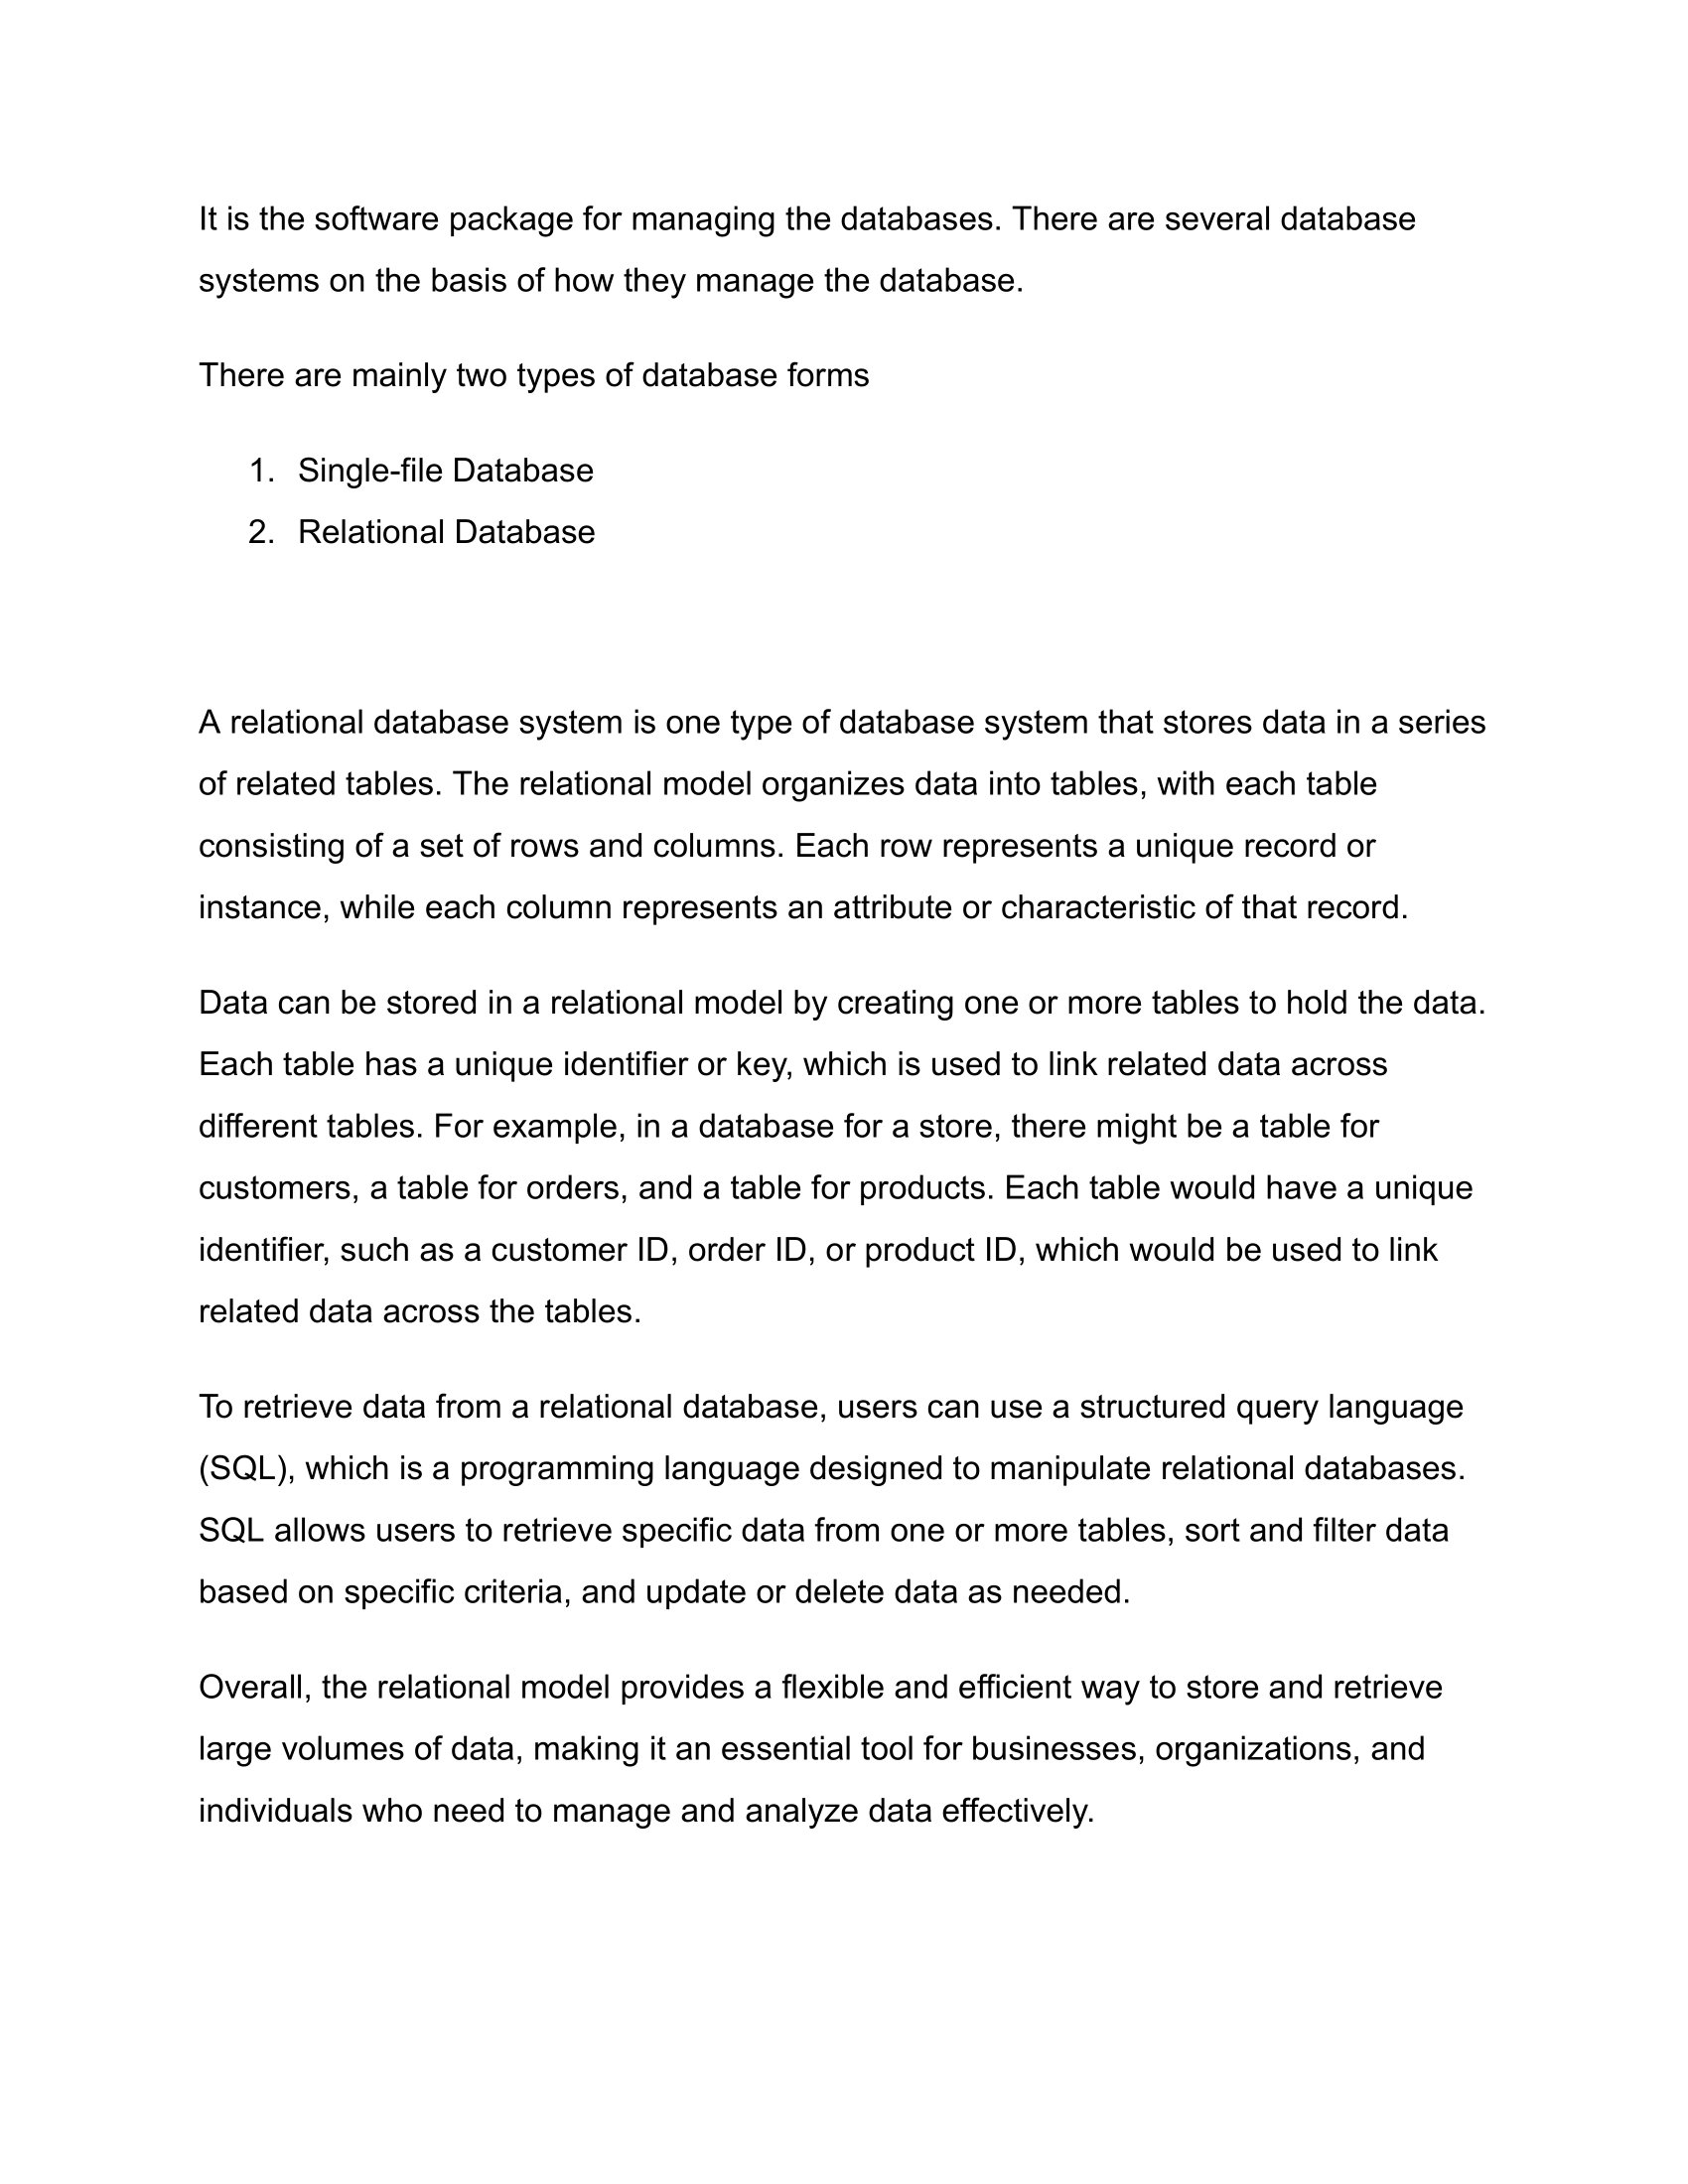 It is the software package for managing the databases. There are several database
systems on the basis of how they manage the database.
There are mainly two types of database forms
1. Single-file Database
2. Relational Database
A relational database system is one type of database system that stores data in a series
of related tables. The relational model organizes data into tables, with each table
consisting of a set of rows and columns. Each row represents a unique record or
instance, while each column represents an attribute or characteristic of that record.
Data can be stored in a relational model by creating one or more tables to hold the data.
Each table has a unique identifier or key, which is used to link related data across
different tables. For example, in a database for a store, there might be a table for
customers, a table for orders, and a table for products. Each table would have a unique
identifier, such as a customer ID, order ID, or product ID, which would be used to link
related data across the tables.
To retrieve data from a relational database, users can use a structured query language
(SQL), which is a programming language designed to manipulate relational databases.
SQL allows users to retrieve specific data from one or more tables, sort and filter data
based on specific criteria, and update or delete data as needed.
Overall, the relational model provides a flexible and efficient way to store and retrieve
large volumes of data, making it an essential tool for businesses, organizations, and
individuals who need to manage and analyze data effectively.